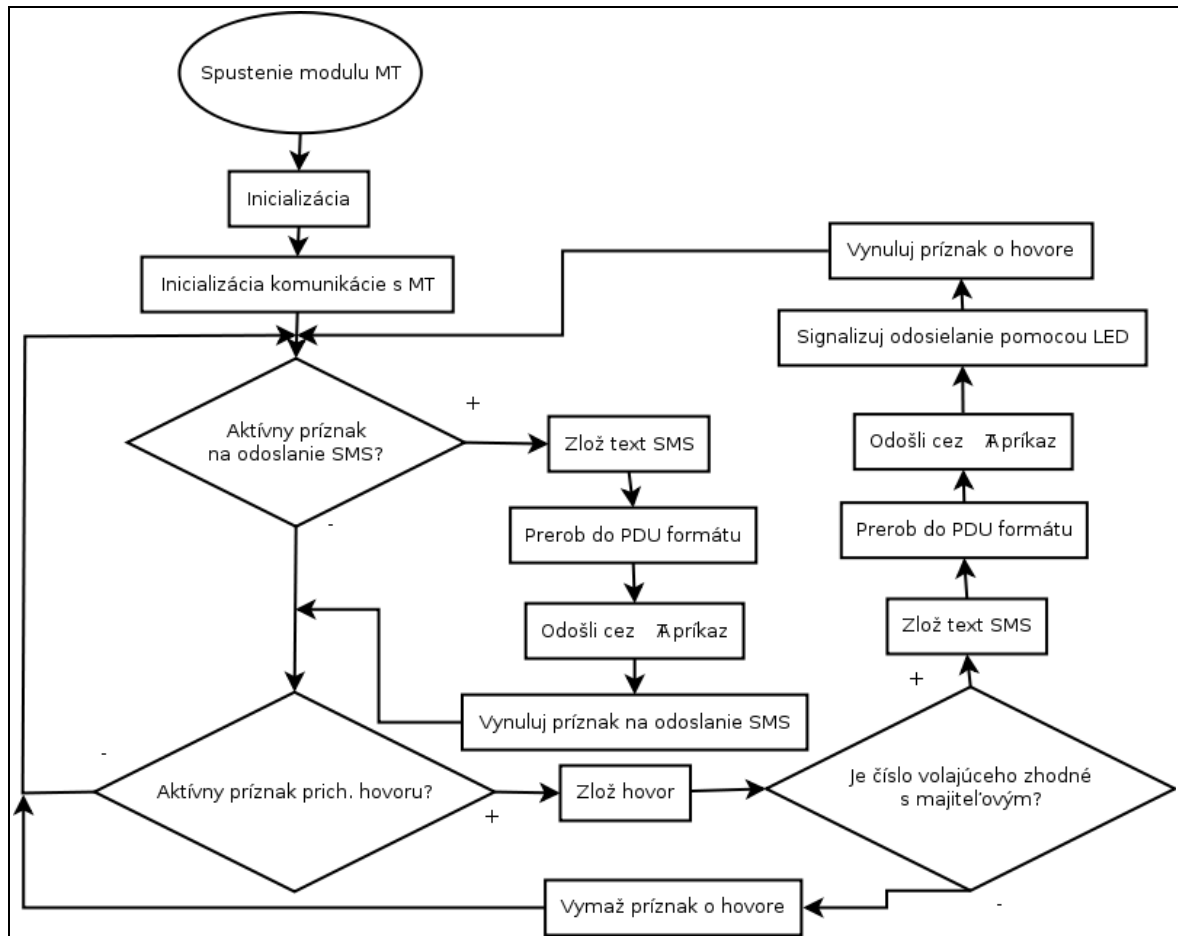 Spustenie modulu MT
Inicializácia
Inicializácia komunikácie s MT
Aktívny príznak
na odoslanie SMS?
+
-
Zlož text SMS
Prerob do PDU formátu
Odošli cez AT príkaz
Vynuluj príznak na odoslanie SMS
Aktívny príznak prich. hovoru?
-
+
Zlož hovor
Je číslo volajúceho zhodné
s majiteľovým?
+
-
Zlož text SMS
Prerob do PDU formátu
Odošli cez AT príkaz
Signalizuj odosielanie pomocou LED
Vynuluj príznak o hovore
Vymaž príznak o hovore